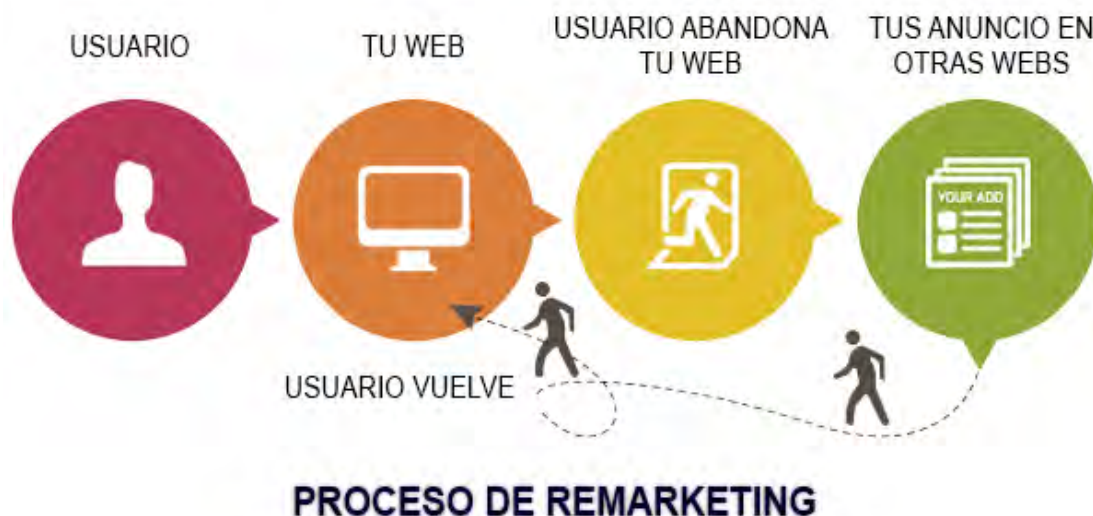 USUARIO
TU WEB
USUARIO ABANDONA
TU WEB
TUS ANUNCIO EN
OTRAS WEBS
YOUR ADD
USUARIO VUELVE
PROCESO DE REMARKETING